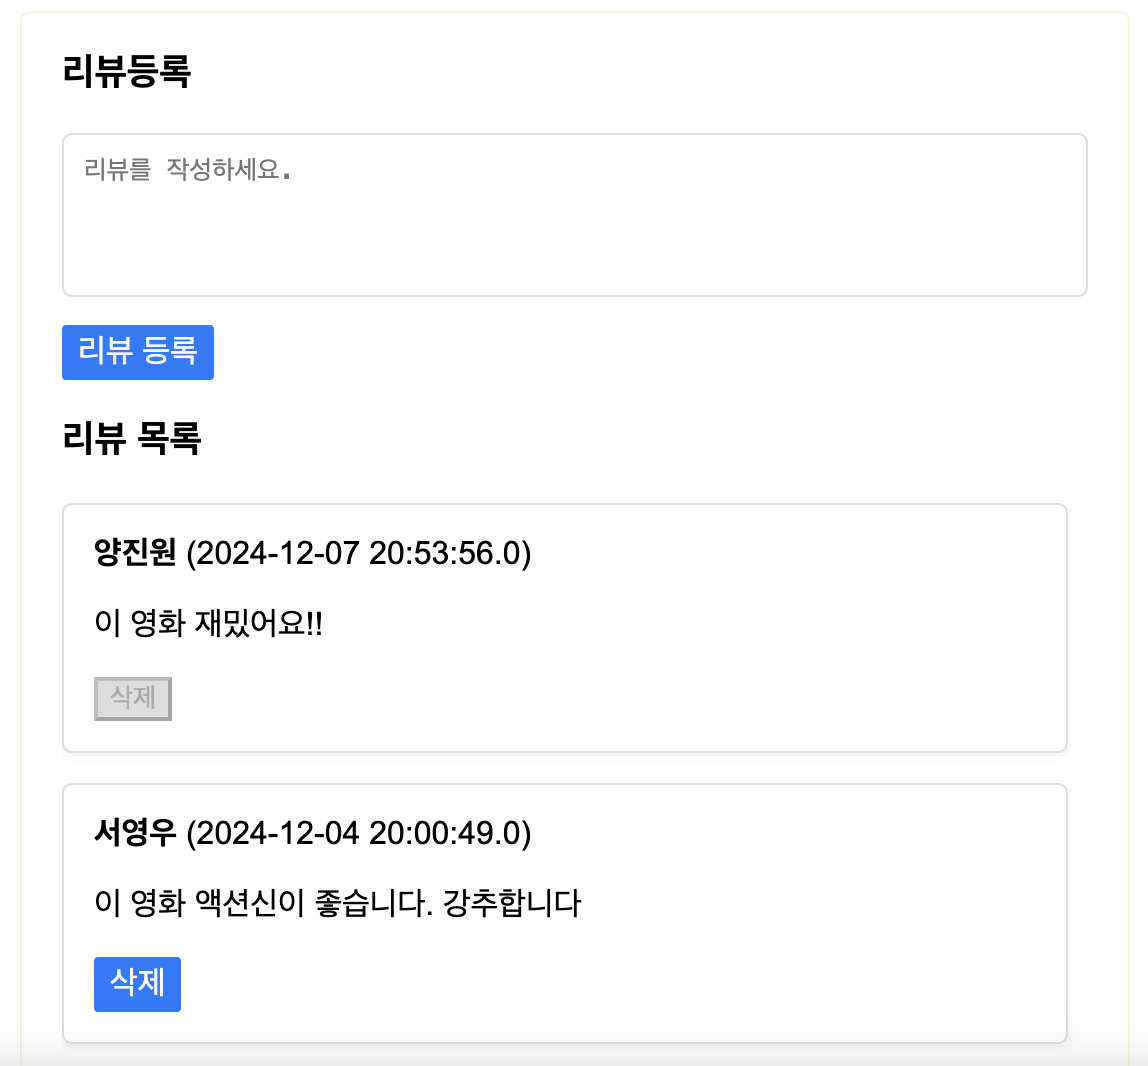 리뷰등록
리뷰를 작성하세요.
리뷰 등록
리뷰 목록
양진원 (2024-12-07 20:53:56.0)
이 영화 재밌어요!!
삭제
서영우 (2024-12-04 20:00:49.0)
이 영화 액션신이 좋습니다. 강추합니다
삭제